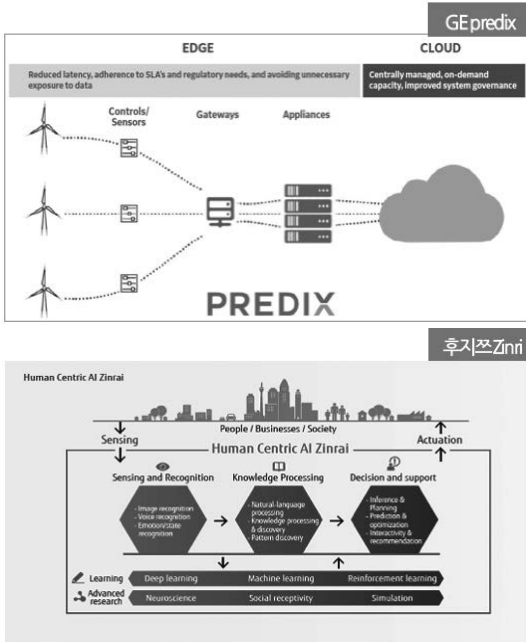 GE predix
EDGE
CLOUD
Reduced latency, adherence to SLA's and regulatory needs, and avoiding unnecessary
exposure to data
Centrally managed, on-demand
capacity, improved system governance
Controls/
Sensors
Gateways
Appliances
PREDIX
후지쯔Zinri
Human Centric AI Zinrai
People / Businesses / Society
Sensing
Actuation
Human Centric AI Zinrai
Sensing and Recognition
Knowledge Processing
Decision and support
- Image recognition
- Voice recognition
- Emotion/state
recognition
- Natural-language
processing
- Knowledge processing
& discovery
- Pattern discovery
- Inference &
Planning
- Prediction &
optimization
- Interactivity &
recommendation
Learning
Deep learning
Machine learning
Reinforcement learning
Advanced
research
Neuroscience
Social receptivity
Simulation